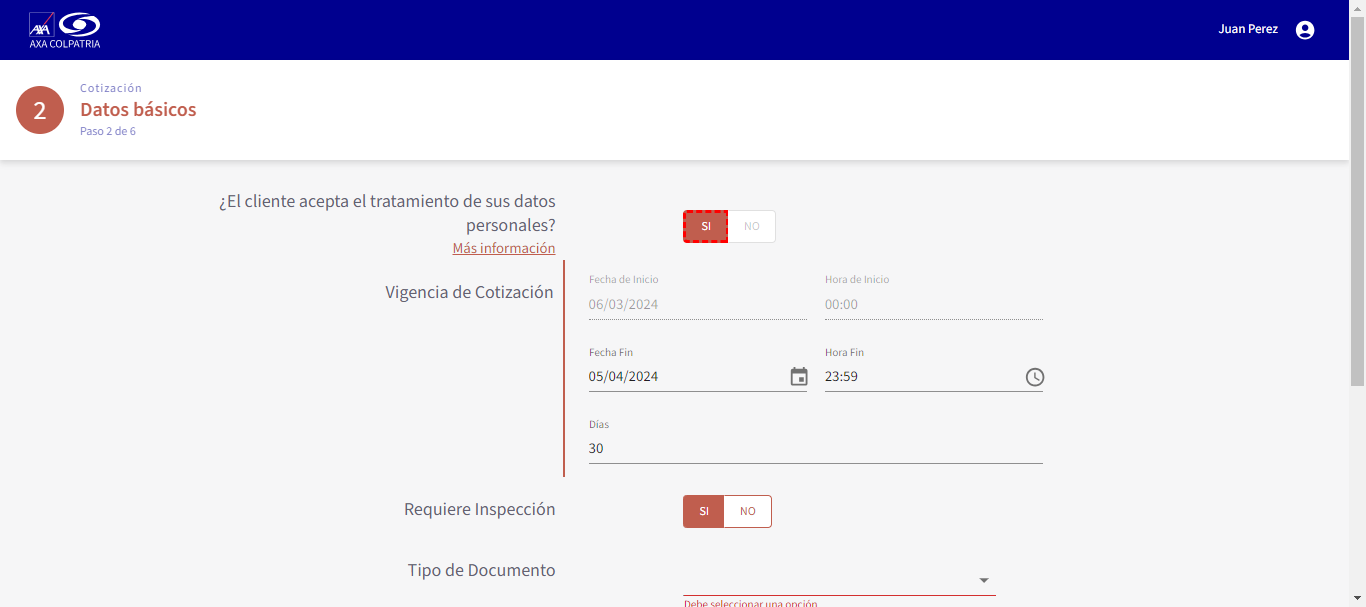 AXA
AXA COLPATRIA
Juan Perez
2
Cotización
Datos básicos
Paso 2 de 6
¿El cliente acepta el tratamiento de sus datos
personales?
Más información
SI NO
Vigencia de Cotización
Fecha de Inicio Hora de Inicio
06/03/2024 00:00
Fecha Fin Hora Fin
05/04/2024 23:59
Días
30
Requiere Inspección
SI NO
Tipo de Documento
Debe seleccionar una opción